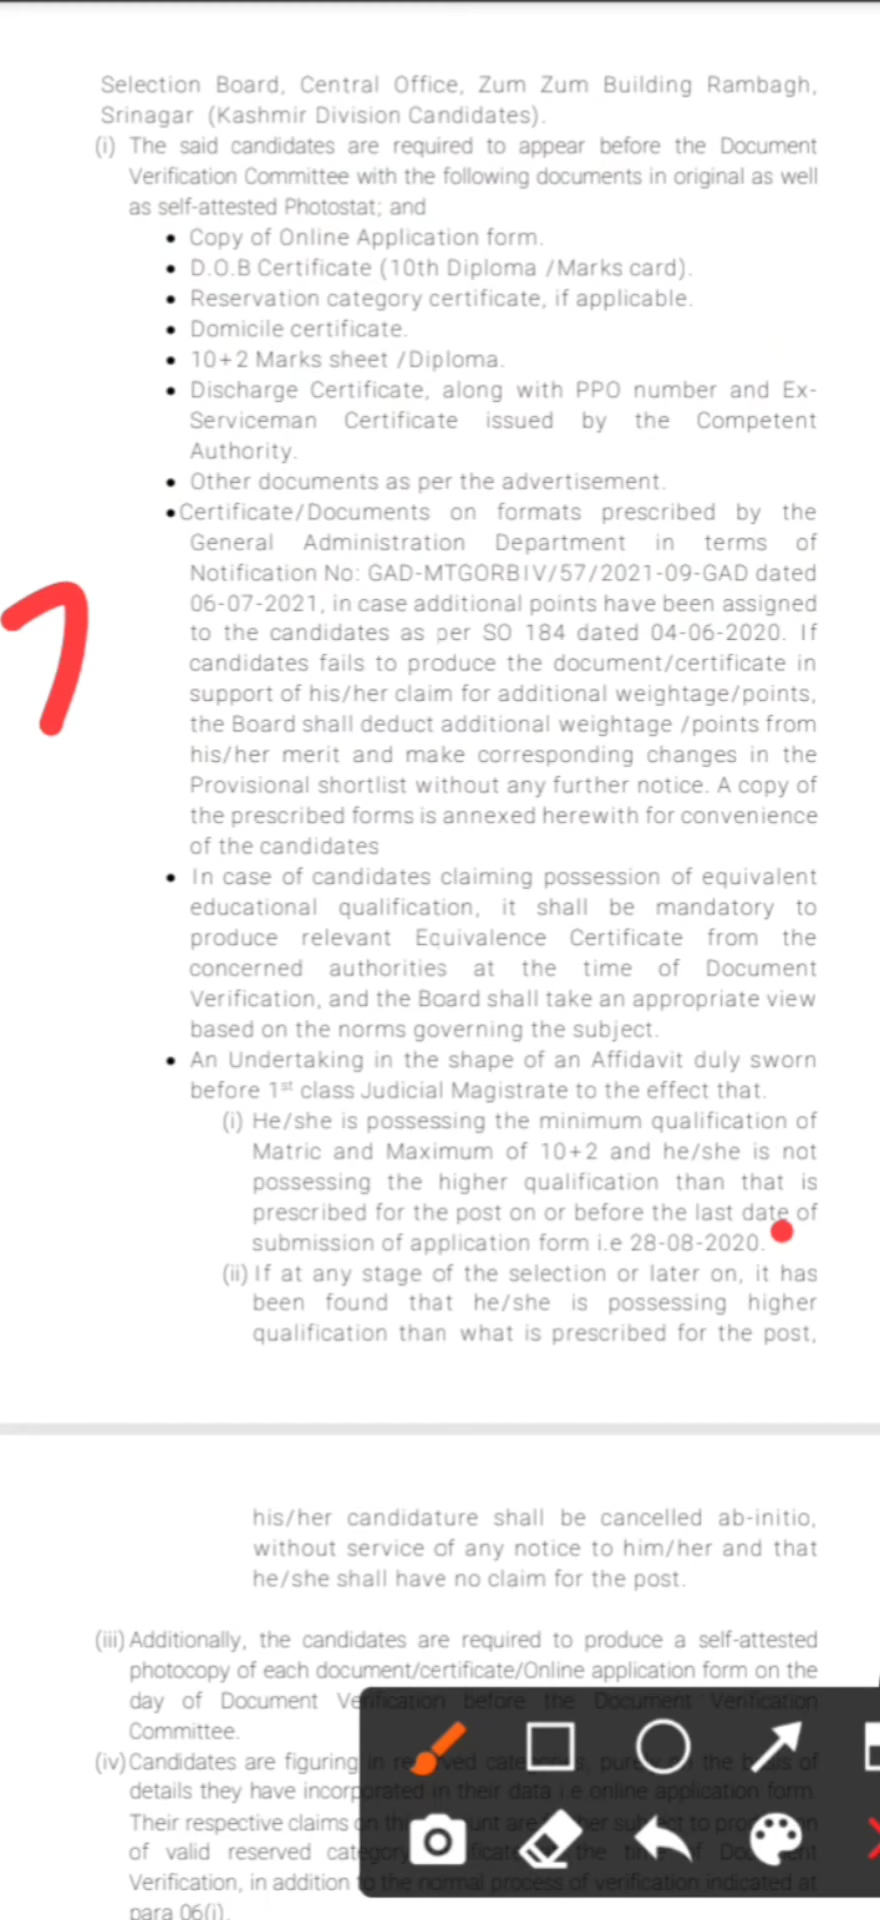 Selection Board, Central Office, Zum Zum Building Rambagh,
Srinagar (Kashmir Division Candidates).
(i) The said candidates are required to appear before the Document
Verification Committee with the following documents in original as well
as self-attested Photostat; and
• Copy of Online Application form.
• D.O.B Certificate (10th Diploma /Marks card).
• Reservation category certificate, if applicable.
• Domicile certificate.
• 10+2 Marks sheet /Diploma.
• Discharge Certificate, along with PPO number and Ex-
Serviceman Certificate issued by the Competent
Authority.
• Other documents as per the advertisement.
• Certificate/Documents on formats prescribed by the
General Administration Department in terms of
Notification No: GAD-MTGORBIV/57/2021-09-GAD dated
06-07-2021, in case additional points have been assigned
to the candidates as per SO 184 dated 04-06-2020. If
candidates fails to produce the document/certificate in
support of his/her claim for additional weightage/points,
the Board shall deduct additional weightage /points from
his/her merit and make corresponding changes in the
Provisional shortlist without any further notice. A copy of
the prescribed forms is annexed herewith for convenience
of the candidates
• In case of candidates claiming possession of equivalent
educational qualification, it shall be mandatory to
produce relevant Equivalence Certificate from the
concerned authorities at the time of Document
Verification, and the Board shall take an appropriate view
based on the norms governing the subject.
• An Undertaking in the shape of an Affidavit duly sworn
before 1st class Judicial Magistrate to the effect that.
(i) He/she is possessing the minimum qualification of
Matric and Maximum of 10+2 and he/she is not
possessing the higher qualification than that is
prescribed for the post on or before the last date of
submission of application form i.e 28-08-2020.
(ii) If at any stage of the selection or later on, it has
been found that he/she is possessing higher
qualification than what is prescribed for the post,
his/her candidature shall be cancelled ab-initio,
without service of any notice to him/her and that
he/she shall have no claim for the post.
(iii) Additionally, the candidates are required to produce a self-attested
photocopy of each document/certificate/Online application form on the
day of Document Verification before the Document Verification
Committee.
(iv) Candidates are figuring in the of
details they have incorporated in their data i.e online application form.
Their respective claims on to
of valid reserved category the
Verification, in addition to the normal process of verification indicated at
para 06(i).